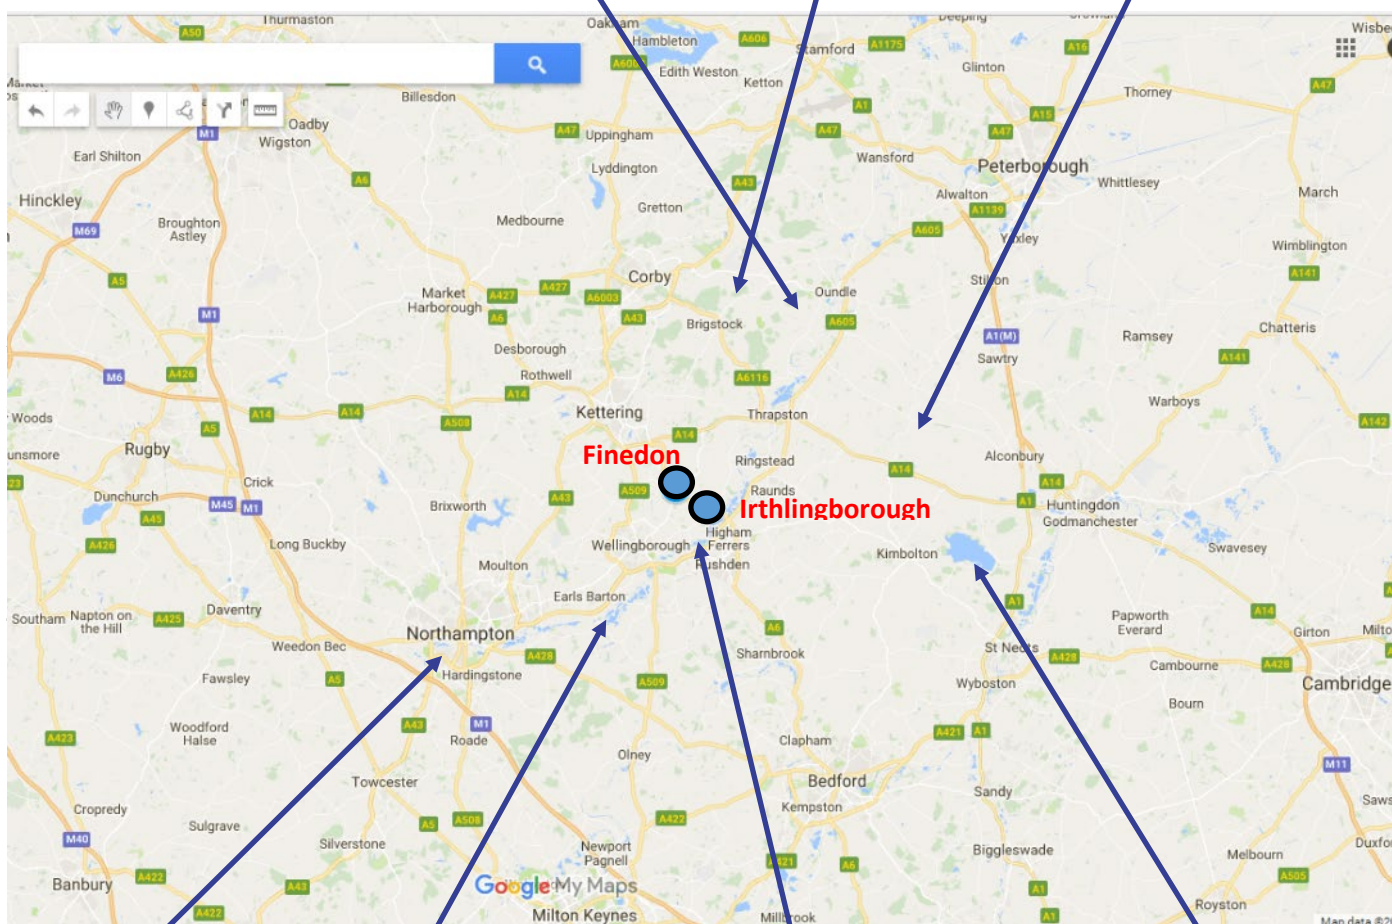 Thurmaston
Hambleton
A606
Stamford
A1175
A16
A50
Edith Weston
Ketton
Glinton
Thorney
A47
Billesdon
A1
A15
M1
Oadby
Wigston
A47
Uppingham
A47
A47
Earl Shilton
Lyddington
Wansford
Peterborough
A6
A43
Whittlesey
Hinckley
Alwalton
March
Gretton
A1139
Broughton
Astley
Medbourne
A605
M69
Yaxley
Wimblington
A5
Corby
Stilton
A141
Market
Harborough
A427
A427
A6003
Oundle
M1
A6
A43
Brigstock
A605
A1(M)
Ramsey
Chatteris
Desborough
Sawtry
A141
M6
A426
Rothwell
A6116
A14
Warboys
Woods
A14
A14
A508
Kettering
Thrapston
A142
A5
A14
Rugby
Finedon
Ringstead
Alconbury
A14
Crick
A14
Dunchurch
M45
M1
A43
A509
Raunds
A1
Huntingdon
Godmanchester
Brixworth
Irthlingborough
A45
Higham
Ferrers
A426
Long Buckby
Wellingborough
Kimbolton
Swavesey
Moulton
Rushden
Earls Barton
A1
Southam
Napton on
the Hill
A425
Daventry
Papworth
Everard
A14
Girton
Northampton
A6
Weedon Bec
A428
Sharnbrook
St Neots
A428
Cambourne
A428
Fawsley
A5
Hardingstone
A509
Wyboston
Cambridge
Bourn
Woodford
Halse
A43
M1
A423
Roade
Olney
Clapham
A421
A1
M11
Towcester
Bedford
Sandy
Cropredy
Kempston
A5
A508
A422
Sulgrave
M40
Silverstone
Newport
Pagnell
A6
Biggleswade
Melbourn
Banbury
A422
A43
Google My Maps
A1
A505
A422
Milton Keynes
Millbrook
A1
Royston